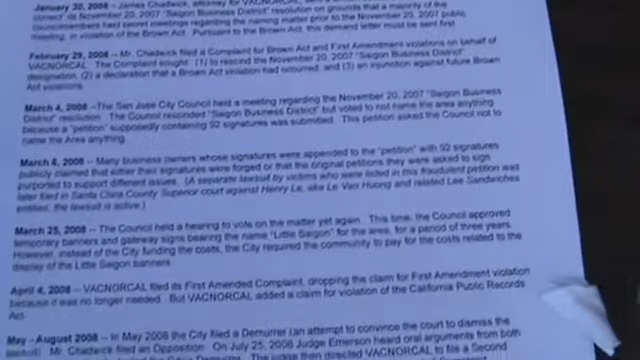 January 30, 2008 – James Chadwick, attorney for VACNORCAL,
correct" its November 20, 2007 "Saigon Business District" resolution on grounds that a majority of the
councilmembers had secret meetings regarding the naming matter prior to the November 20, 2007 public
meeting, in violation of the Brown Act. Pursuant to the Brown Act, this demand letter must be sent first
February 29, 2008 – Mr. Chadwick filed a Complaint for Brown Act and First Amendment violations on behalf of
VACNORCAL. The Complaint sought: (1) to rescind the November 20, 2007 "Saigon Business District"
designation, (2) a declaration that a Brown Act violation had occurred, and (3) an injunction against future Brown
Act violations.
March 4, 2008 –The San Jose City Council held a meeting regarding the November 20, 2007 "Saigon Business
District" resolution. The Council rescinded "Saigon Business District" but voted to not name the area anything
because a "petition" supposedly containing 92 signatures was submitted. This petition asked the Council not to
name the Area anything.
March 6, 2008 – Many business owners whose signatures were appended to the "petition" with 92 signatures
publicly claimed that either their signatures were forged or that the original petitions they were asked to sign
purported to support different issues. (A separate lawsuit by victims who were listed in this fraudulent petition was
later filed in Santa Clara County Superior court against Henry Le, aka Le Van Huong and related Lee Sandwiches
entities, the lawsuit is active.)
March 25, 2008 – The Council held a hearing to vote on the matter yet again. This time, the Council approved
temporary banners and gateway signs bearing the name "Little Saigon" for the area, for a period of three years.
However, instead of the City funding the costs, the City required the community to pay for the costs related to the
display of the Little Saigon banners.
April 4, 2008 – VACNORCAL filed its First Amended Complaint, dropping the claim for First Amendment violation
because it was no longer needed. But VACNORCAL added a claim for violation of the California Public Records
Act.
May - August 2008 – In May 2008 the City filed a Demurrer (an attempt to convince the court to dismiss the
lawsuit). Mr. Chadwick filed an Opposition. On July 25, 2008 Judge Emerson heard oral arguments from both
The judge then directed VACNORCAL to file a Second